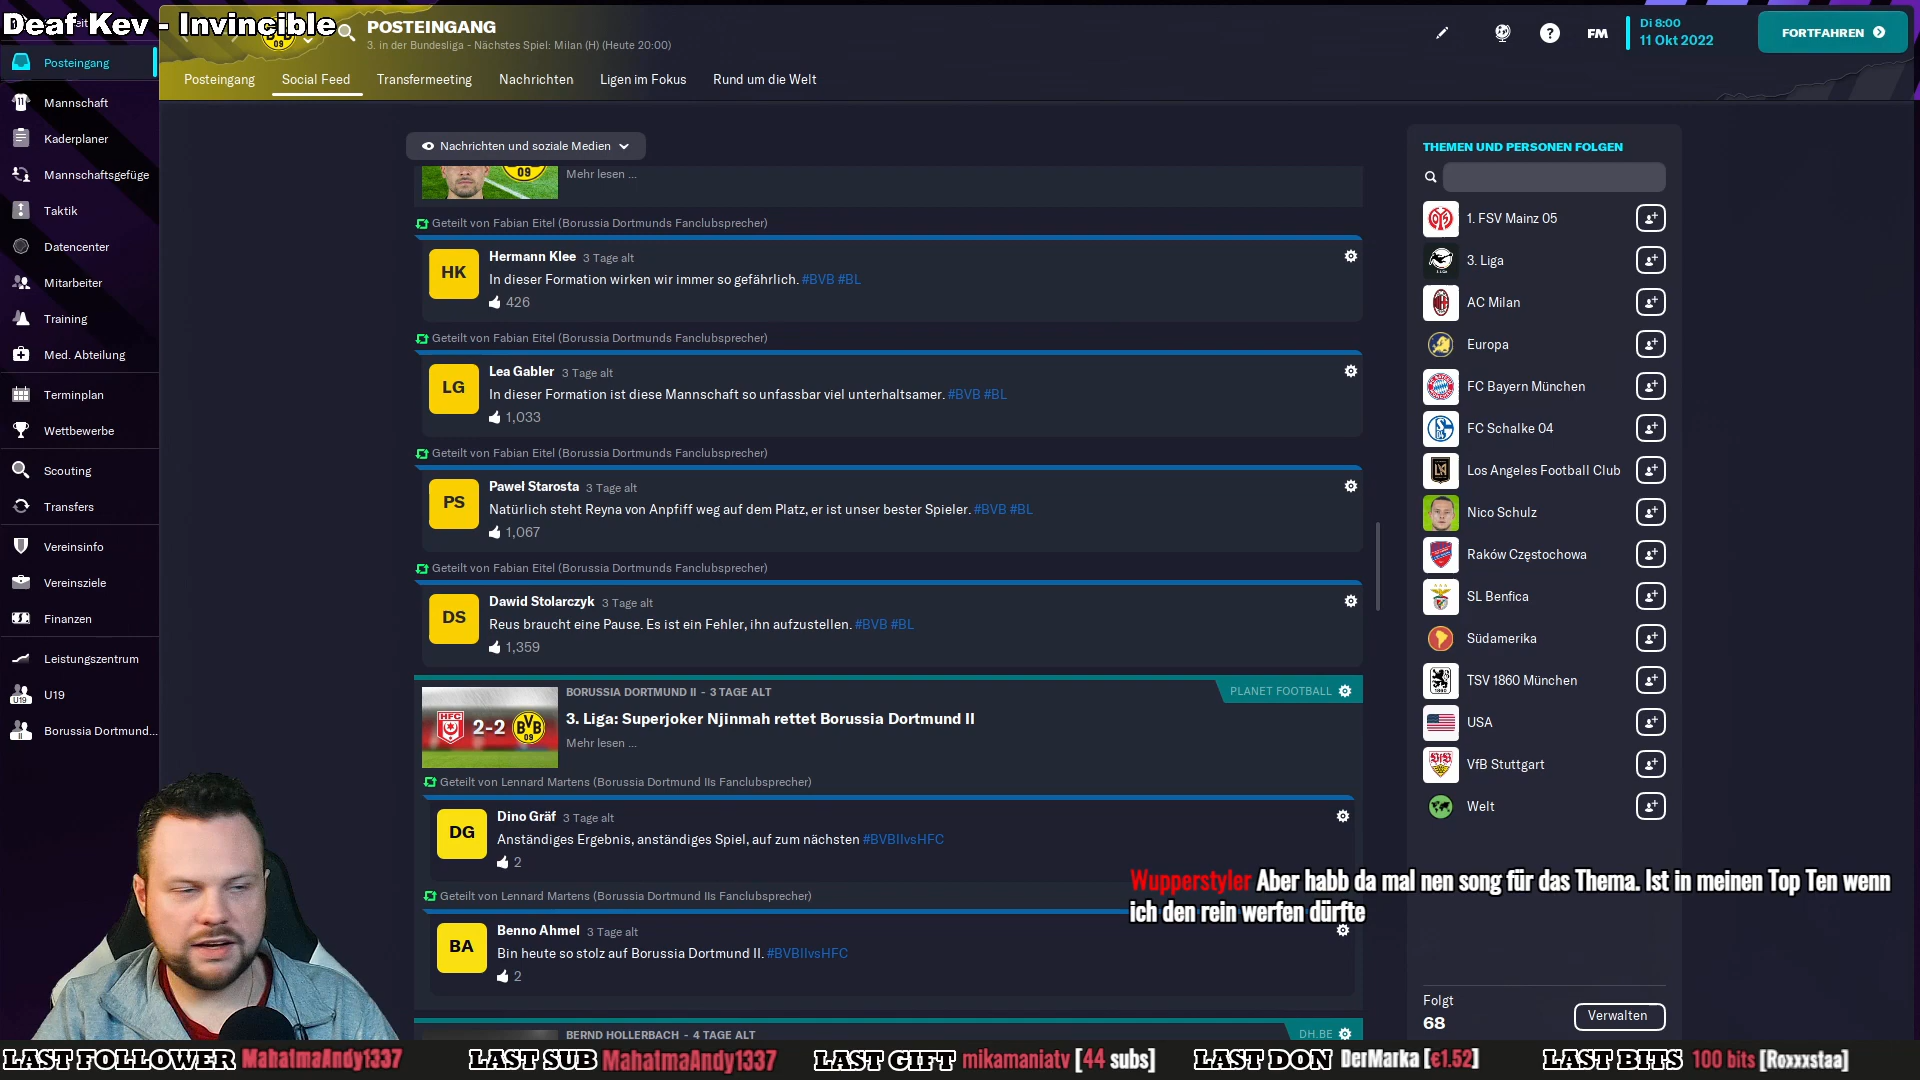 Deaf Kev - Invincible
POSTEINGANG
3. in der Bundesliga - Nächstes Spiel: Milan (H) (Heute 20:00)
FM
Di 8:00
11 Okt 2022
FORTFAHREN
Posteingang
Social Feed
Transfermeeting
Nachrichten
Ligen im Fokus
Rund um die Welt
Posteingang
Mannschaft
Kaderplaner
Mannschaftsgefüge
Taktik
Datencenter
Mitarbeiter
Training
Med. Abteilung
Terminplan
Wettbewerbe
Scouting
Transfers
Vereinsinfo
Vereinsziele
Finanzen
Leistungszentrum
U19
Borussia Dortmund...
Nachrichten und soziale Medien
Mehr lesen ...
Geteilt von Fabian Eitel (Borussia Dortmunds Fanclubsprecher)
HK
Hermann Klee 3 Tage alt
In dieser Formation wirken wir immer so gefährlich. #BVB #BL
426
Geteilt von Fabian Eitel (Borussia Dortmunds Fanclubsprecher)
LG
Lea Gabler 3 Tage alt
In dieser Formation ist diese Mannschaft so unfassbar viel unterhaltsamer. #BVB #BL
1,033
Geteilt von Fabian Eitel (Borussia Dortmunds Fanclubsprecher)
PS
Paweł Starosta 3 Tage alt
Natürlich steht Reyna von Anpfiff weg auf dem Platz, er ist unser bester Spieler. #BVB #BL
1,067
Geteilt von Fabian Eitel (Borussia Dortmunds Fanclubsprecher)
DS
Dawid Stolarczyk 3 Tage alt
Reus braucht eine Pause. Es ist ein Fehler, ihn aufzustellen. #BVB #BL
1,359
BORUSSIA DORTMUND II - 3 TAGE ALT
PLANET FOOTBALL
HFC 2-2 BVB 09
3. Liga: Superjoker Njinmah rettet Borussia Dortmund II
Mehr lesen ...
Geteilt von Lennard Martens (Borussia Dortmund IIs Fanclubsprecher)
DG
Dino Gräf 3 Tage alt
Anständiges Ergebnis, anständiges Spiel, auf zum nächsten #BVBIIvsHFC
2
Geteilt von Lennard Martens (Borussia Dortmund IIs Fanclubsprecher)
BA
Benno Ahmel 3 Tage alt
Bin heute so stolz auf Borussia Dortmund II. #BVBIIvsHFC
2
BERND HOLLERBACH - 4 TAGE ALT
DH.BE
THEMEN UND PERSONEN FOLGEN
1. FSV Mainz 05
3. Liga
AC Milan
Europa
FC Bayern München
FC Schalke 04
Los Angeles Football Club
Nico Schulz
Raków Częstochowa
SL Benfica
Südamerika
TSV 1860 München
USA
VfB Stuttgart
Welt
Wupperstyler Aber habb da mal nen song für das Thema. Ist in meinen Top Ten wenn
ich den rein werfen dürfte
Folgt
68
Verwalten
LAST FOLLOWER MahatmaAndy1337
LAST SUB MahatmaAndy1337
LAST GIFT mikamaniatv [44 subs]
LAST DON DerMarka [€1.52]
LAST BITS 100 bits [Roxxxstaa]